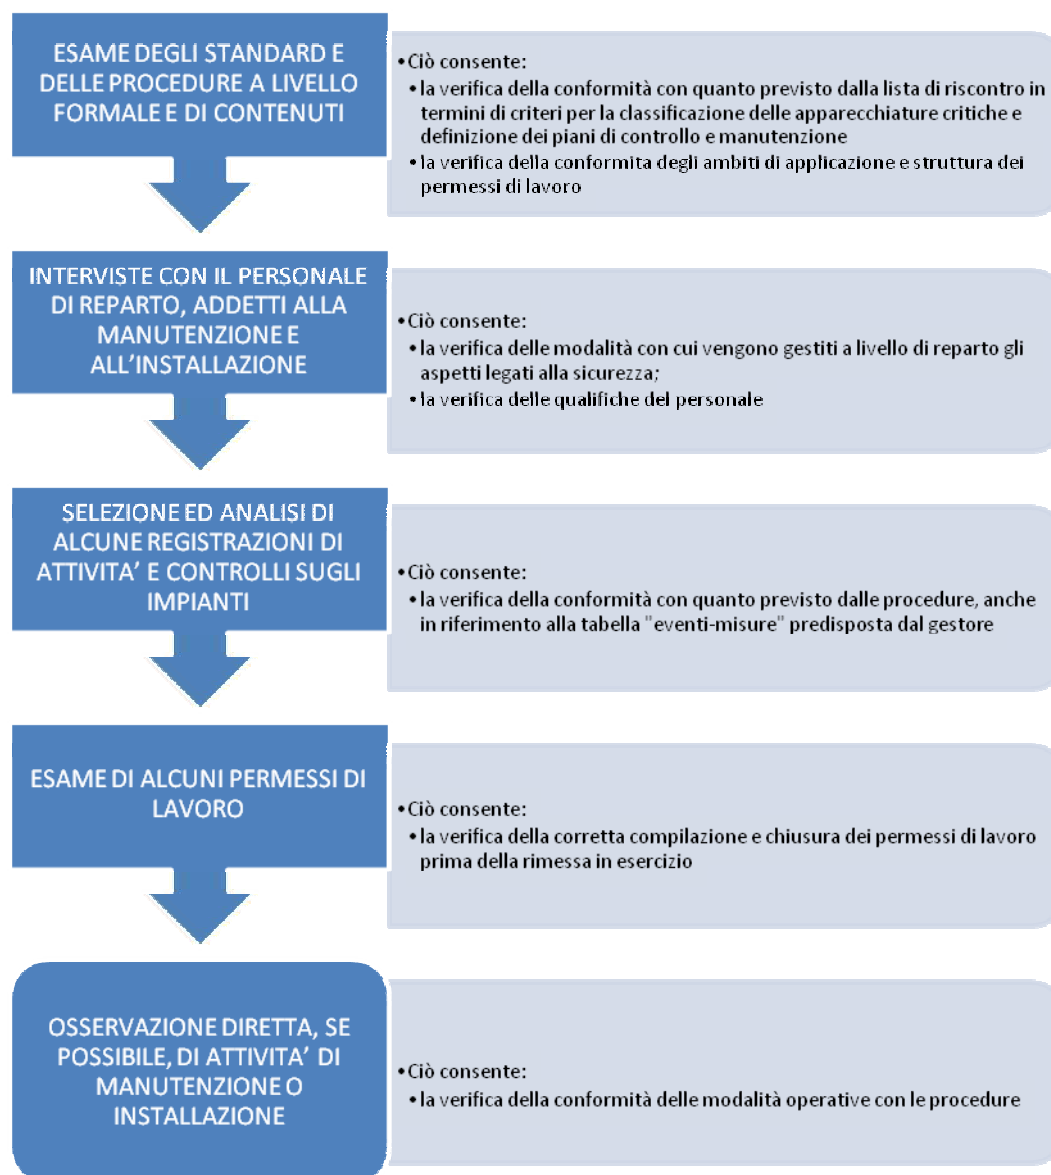 ESAME DEGLI STANDARD E
DELLE PROCEDURE A LIVELLO
FORMALE E DI CONTENUTI
•Ciò consente:
•la verifica della conformità con quanto previsto dalla lista di riscontro in
termini di criteri per la classificazione delle apparecchiature critiche e
definizione dei piani di controllo e manutenzione
•la verifica della conformita degli ambiti di applicazione e struttura dei
permessi di lavoro
INTERVISTE CON IL PERSONALE
DI REPARTO, ADDETTI ALLA
MANUTENZIONE E
ALL'INSTALLAZIONE
•Ciò consente:
•la verifica delle modalità con cui vengono gestiti a livello di reparto gli
aspetti legati alla sicurezza;
•la verifica delle qualifiche del personale
SELEZIONE ED ANALISI DI
ALCUNE REGISTRAZIONI DI
ATTIVITA' E CONTROLLI SUGLI
IMPIANTI
•Ciò consente:
•la verifica della conformità con quanto previsto dalle procedure, anche
in riferimento alla tabella "eventi-misure" predisposta dal gestore
ESAME DI ALCUNI PERMESSI DI
LAVORO
•Ciò consente:
•la verifica della corretta compilazione e chiusura dei permessi di lavoro
prima della rimessa in esercizio
OSSERVAZIONE DIRETTA, SE
POSSIBILE, DI ATTIVITA' DI
MANUTENZIONE O
INSTALLAZIONE
•Ciò consente:
•la verifica della conformità delle modalità operative con le procedure